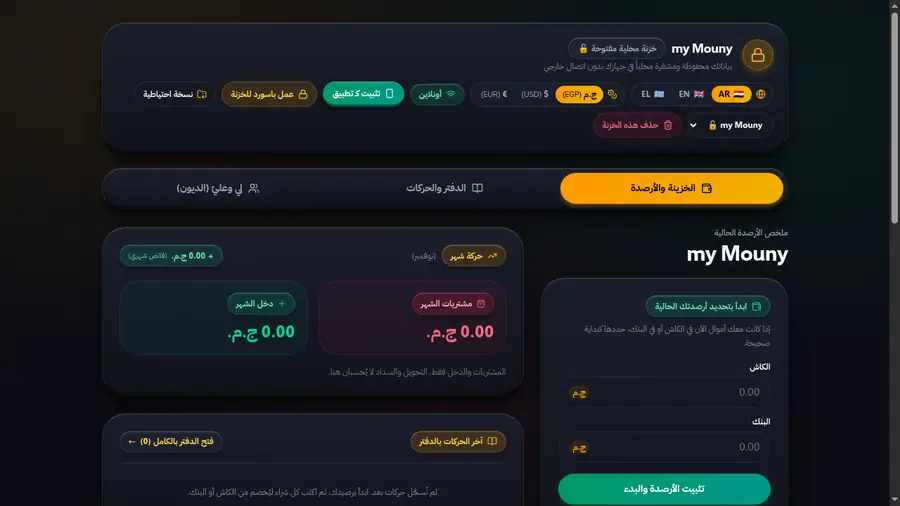 my Mouny خزنة محلية مفتوحة 🔓
بياناتك محفوظة ومشفرة محلياً في جهازك بدون اتصال خارجي
AR 🇪🇬 EN 🇬🇧 EL 🇬🇷 ج.م (EGP) $ (USD) € (EUR) أونلاين تثبيت كـ تطبيق عمل باسورد للخزنة نسخة احتياطية
my Mouny 🔓 حذف هذه الخزنة
الخزينة والأرصدة الدفتر والحركات لي وعليّ (الديون)
ملخص الأرصدة الحالية
my Mouny
ابدأ بتحديد أرصدتك الحالية
إذا كانت معك أموال الآن في الكاش أو في البنك، حددها كبداية
صحيحة.
الكاش
0.00 ج.م
البنك
0.00 ج.م
تثبيت الأرصدة والبدء
حركة شهر (نوفمبر) + 0.00 ج.م. (فائض شهري)
مشتريات الشهر
0.00 ج.م.
دخل الشهر
0.00 ج.م.
المشتريات والدخل فقط. التحويل والسداد لا يُحسبان هنا.
آخر الحركات بالدفتر فتح الدفتر بالكامل (0) ←
لم تُسجَّل حركات بعد. ابدأ برصيدك، ثم اكتب كل شراء ليُخصم من الكاش أو البنك.